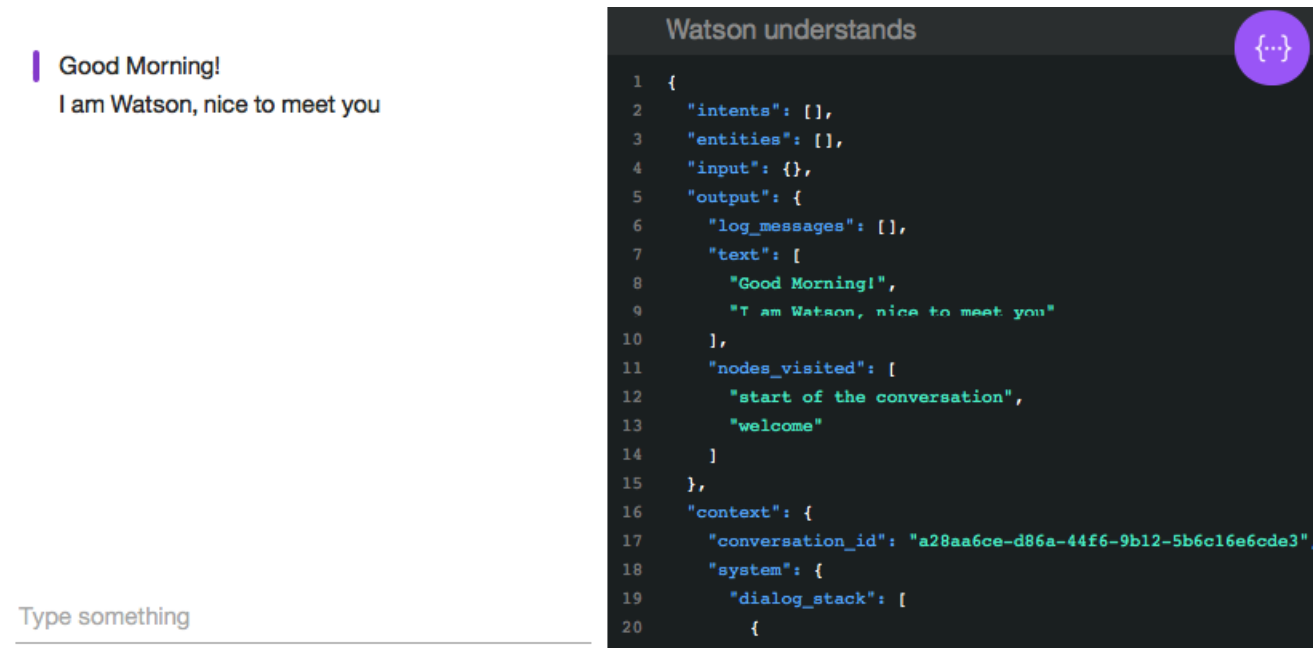 Good Morning!
I am Watson, nice to meet you
Type something
Watson understands
{...}
1 {
2 "intents": [],
3 "entities": [],
4 "input": {},
5 "output": {
6 "log_messages": [],
7 "text": [
8 "Good Morning!",
9 "I am Watson, nice to meet you"
10 ],
11 "nodes_visited": [
12 "start of the conversation",
13 "welcome"
14 ]
15 },
16 "context": {
17 "conversation_id": "a28aa6ce-d86a-44f6-9b12-5b6c16e6cde3",
18 "system": {
19 "dialog_stack": [
20 {